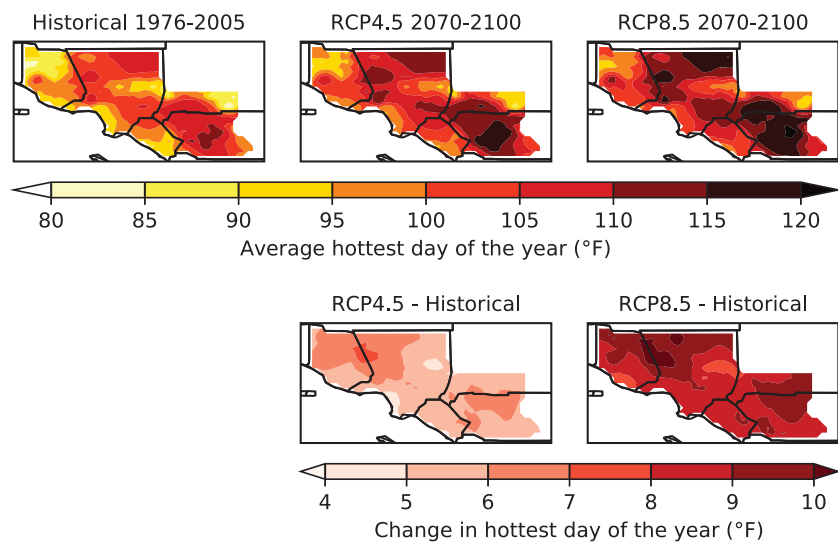 Historical 1976-2005
RCP4.5 2070-2100
RCP8.5 2070-2100
80 85 90 95 100 105 110 115 120
Average hottest day of the year (°F)
RCP4.5 - Historical
RCP8.5 - Historical
4 5 6 7 8 9 10
Change in hottest day of the year (°F)